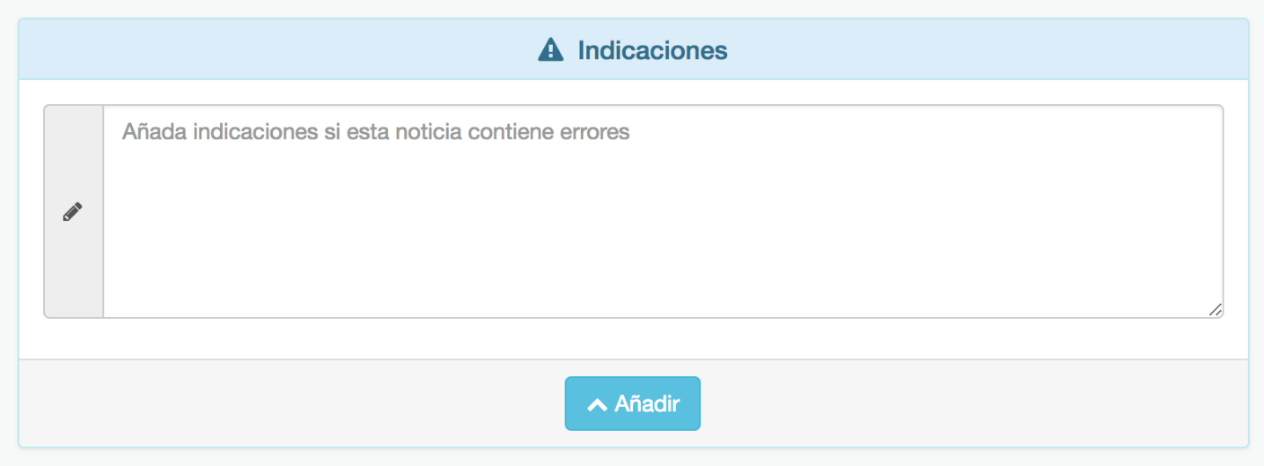 Indicaciones
Añada indicaciones si esta noticia contiene errores
Añadir